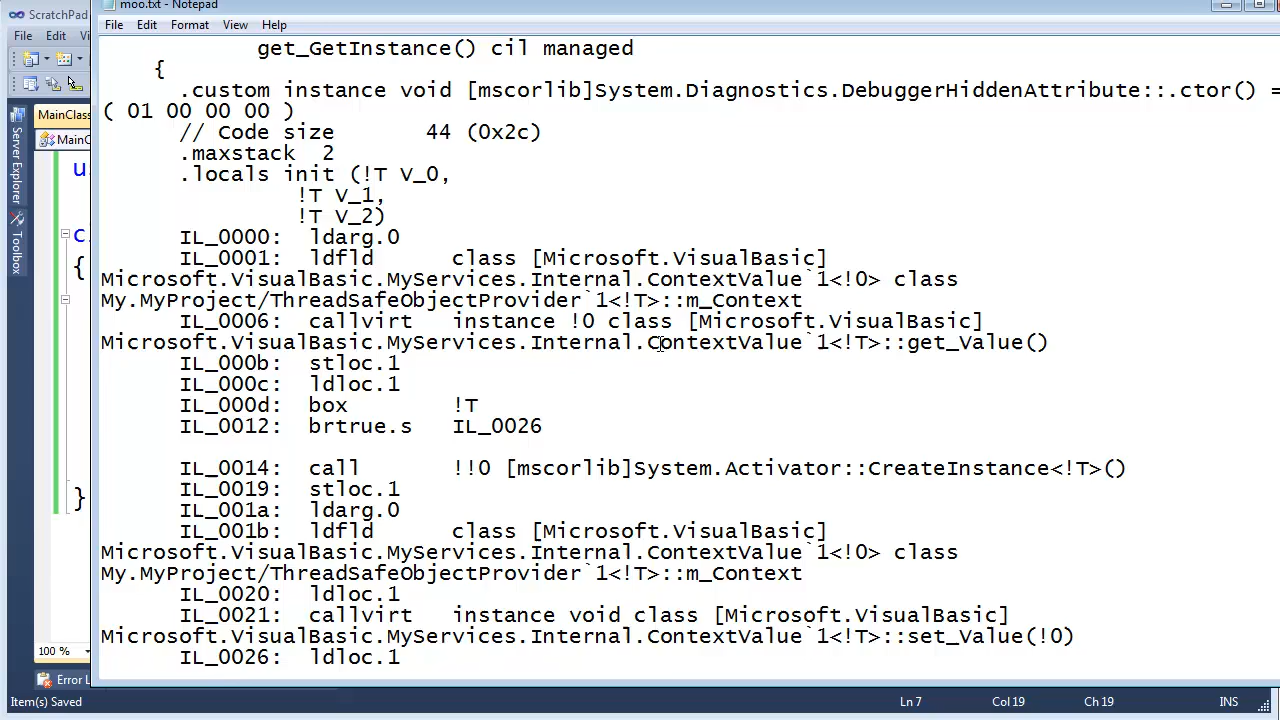 ScratchPad
moo.txt - Notepad
File Edit Vi
File Edit Format View Help
get_GetInstance() cil managed
{
.custom instance void [mscorlib]System.Diagnostics.DebuggerHiddenAttribute::.ctor() =
( 01 00 00 00 )
// Code size 44 (0x2c)
.maxstack 2
.locals init (!T V_0,
!T V_1,
!T V_2)
IL_0000: ldarg.0
IL_0001: ldfld class [Microsoft.VisualBasic]
Microsoft.VisualBasic.MyServices.Internal.ContextValue`1<!0> class
My.MyProject/ThreadSafeObjectProvider`1<!T>::m_Context
IL_0006: callvirt instance !0 class [Microsoft.VisualBasic]
Microsoft.VisualBasic.MyServices.Internal.ContextValue`1<!T>::get_Value()
IL_000b: stloc.1
IL_000c: ldloc.1
IL_000d: box !T
IL_0012: brtrue.s IL_0026
IL_0014: call !!0 [mscorlib]System.Activator::CreateInstance<!T>()
IL_0019: stloc.1
IL_001a: ldarg.0
IL_001b: ldfld class [Microsoft.VisualBasic]
Microsoft.VisualBasic.MyServices.Internal.ContextValue`1<!0> class
My.MyProject/ThreadSafeObjectProvider`1<!T>::m_Context
IL_0020: ldloc.1
IL_0021: callvirt instance void class [Microsoft.VisualBasic]
Microsoft.VisualBasic.MyServices.Internal.ContextValue`1<!T>::set_Value(!0)
IL_0026: ldloc.1
MainClass
MainC
u
c
{
}
Server Explorer
Toolbox
100 %
Error L
Item(s) Saved Ln 7 Col 19 Ch 19 INS